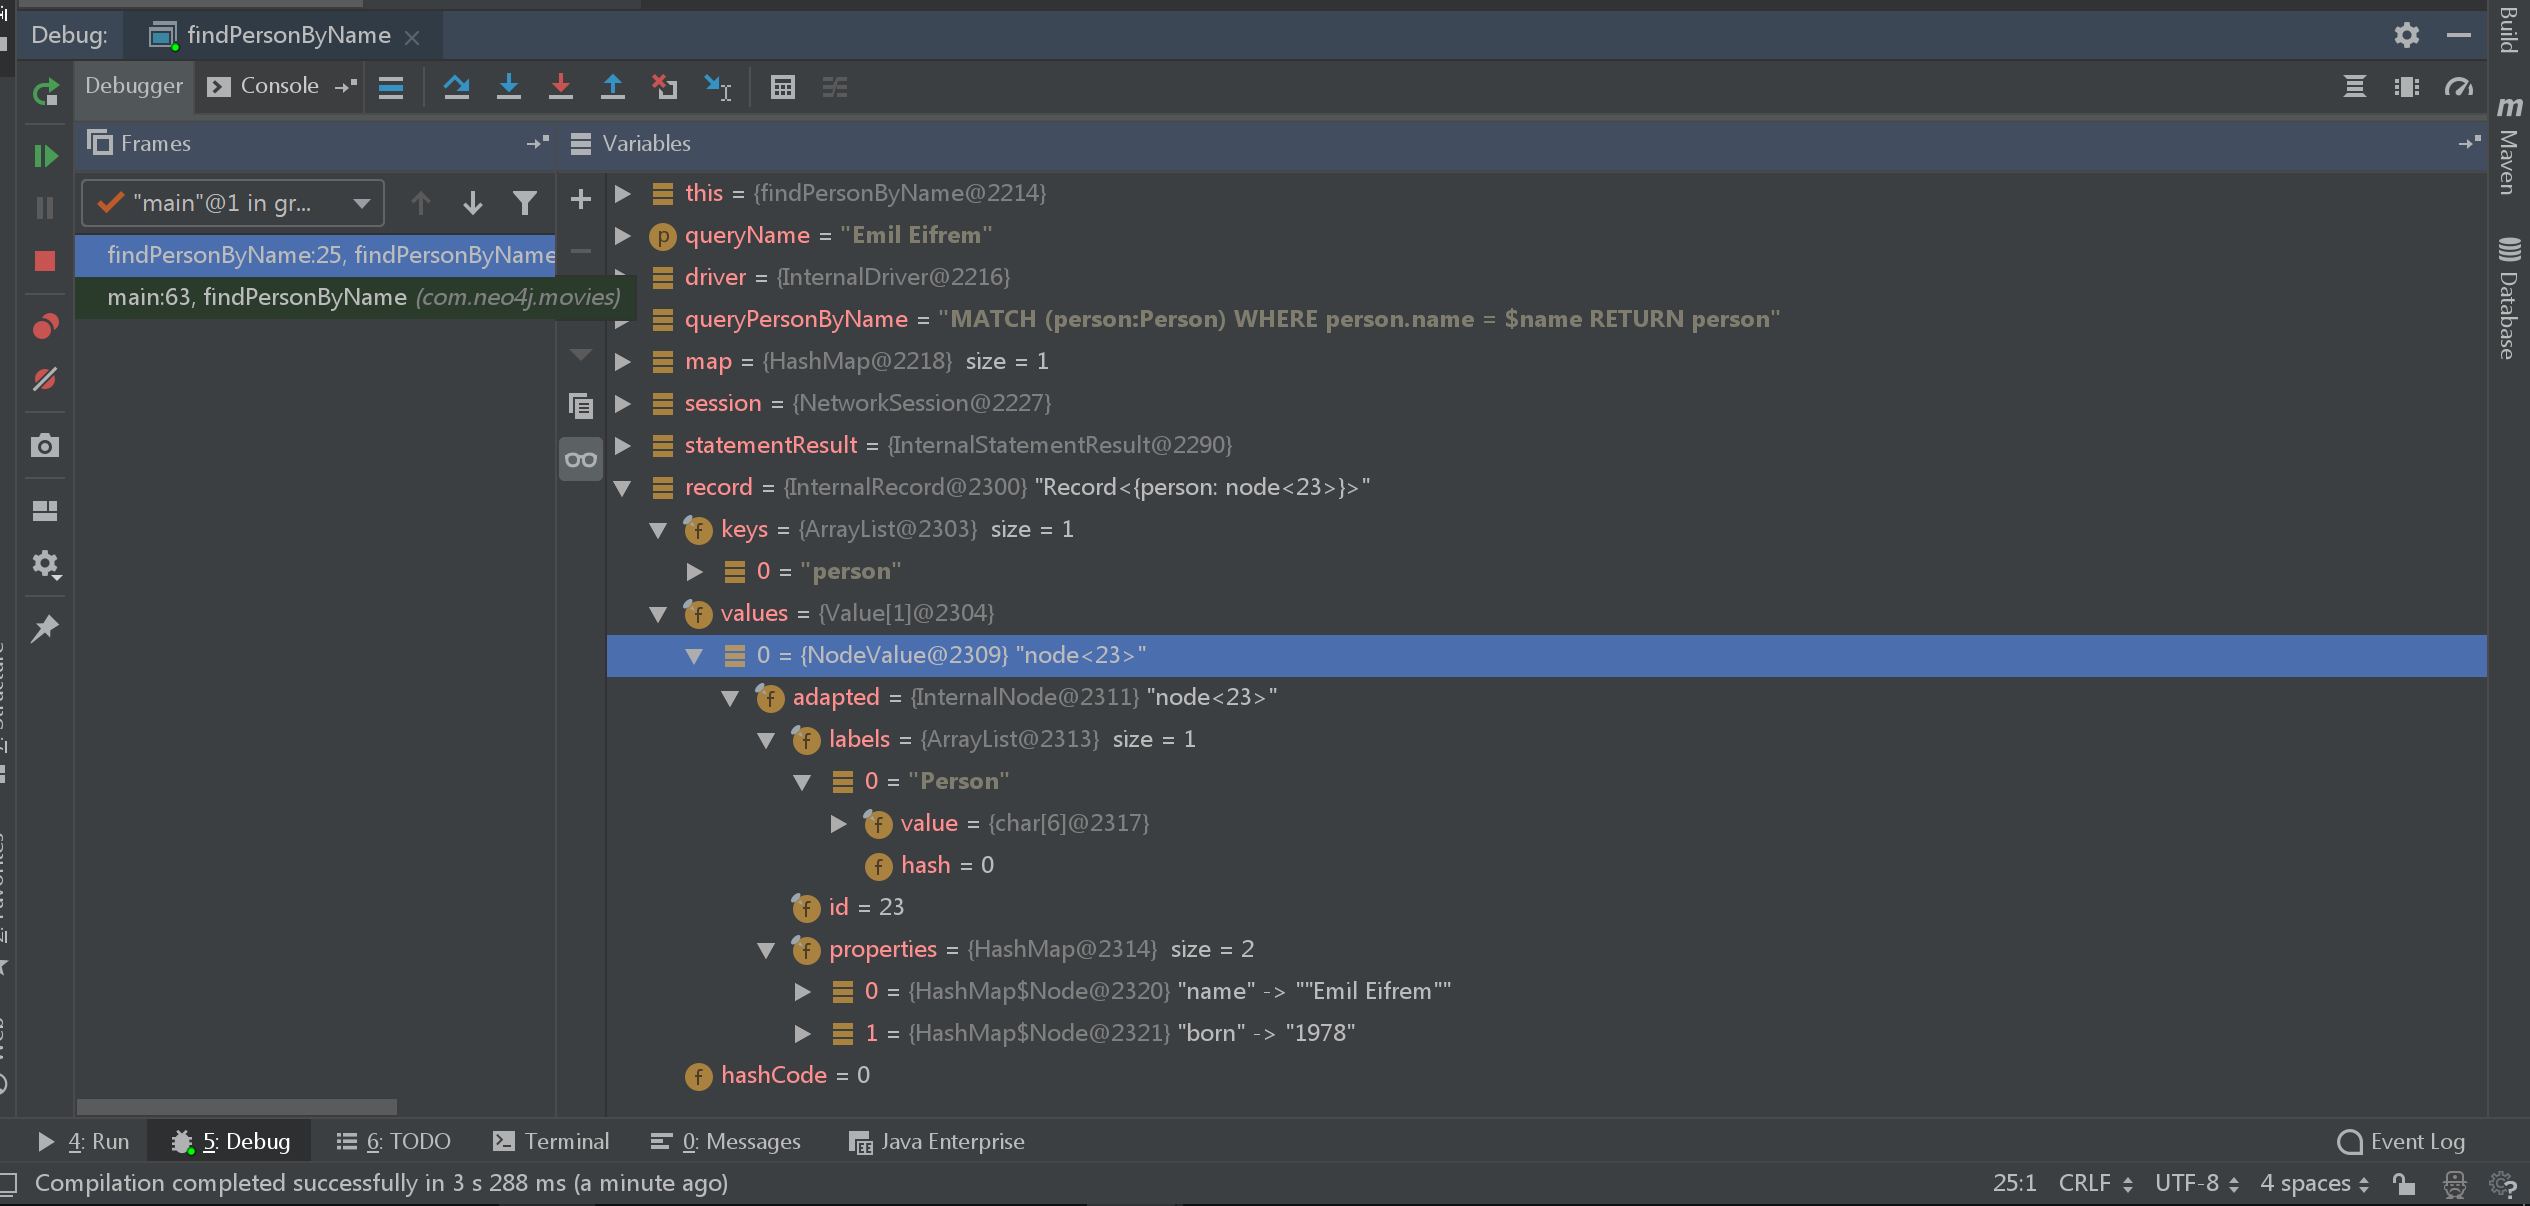 Debug: findPersonByName
Debugger Console
Frames
Variables
"main"@1 in gr...
findPersonByName:25, findPersonByName
main:63, findPersonByName (com.neo4j.movies)
this = {findPersonByName@2214}
queryName = "Emil Eifrem"
driver = {InternalDriver@2216}
queryPersonByName = "MATCH (person:Person) WHERE person.name = $name RETURN person"
map = {HashMap@2218} size = 1
session = {NetworkSession@2227}
statementResult = {InternalStatementResult@2290}
record = {InternalRecord@2300} "Record<{person: node<23>}>"
keys = {ArrayList@2303} size = 1
0 = "person"
values = {Value[1]@2304}
0 = {NodeValue@2309} "node<23>"
adapted = {InternalNode@2311} "node<23>"
labels = {ArrayList@2313} size = 1
0 = "Person"
value = {char[6]@2317}
hash = 0
id = 23
properties = {HashMap@2314} size = 2
0 = {HashMap$Node@2320} "name" -> ""Emil Eifrem""
1 = {HashMap$Node@2321} "born" -> "1978"
hashCode = 0
Build
Maven
Database
4: Run 5: Debug 6: TODO Terminal 0: Messages Java Enterprise Event Log
Compilation completed successfully in 3 s 288 ms (a minute ago) 25:1 CRLF UTF-8 4 spaces